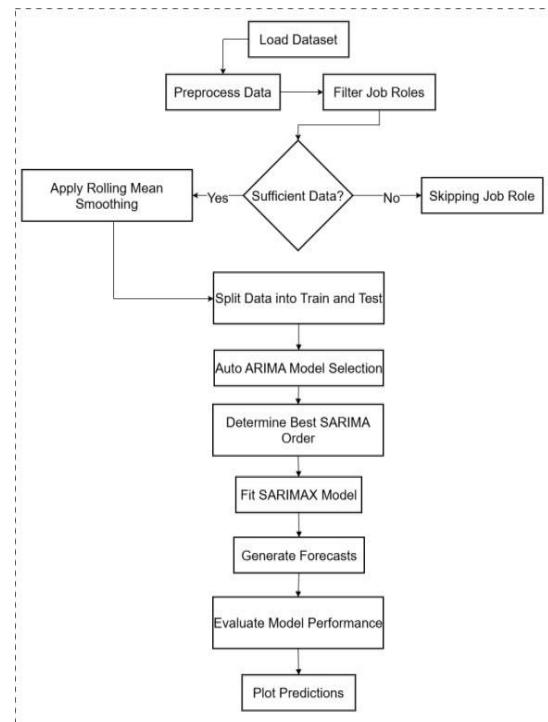 Load Dataset
Preprocess Data
Filter Job Roles
Sufficient Data?
Yes
No
Apply Rolling Mean
Smoothing
Skipping Job Role
Split Data into Train and Test
Auto ARIMA Model Selection
Determine Best SARIMA
Order
Fit SARIMAX Model
Generate Forecasts
Evaluate Model Performance
Plot Predictions